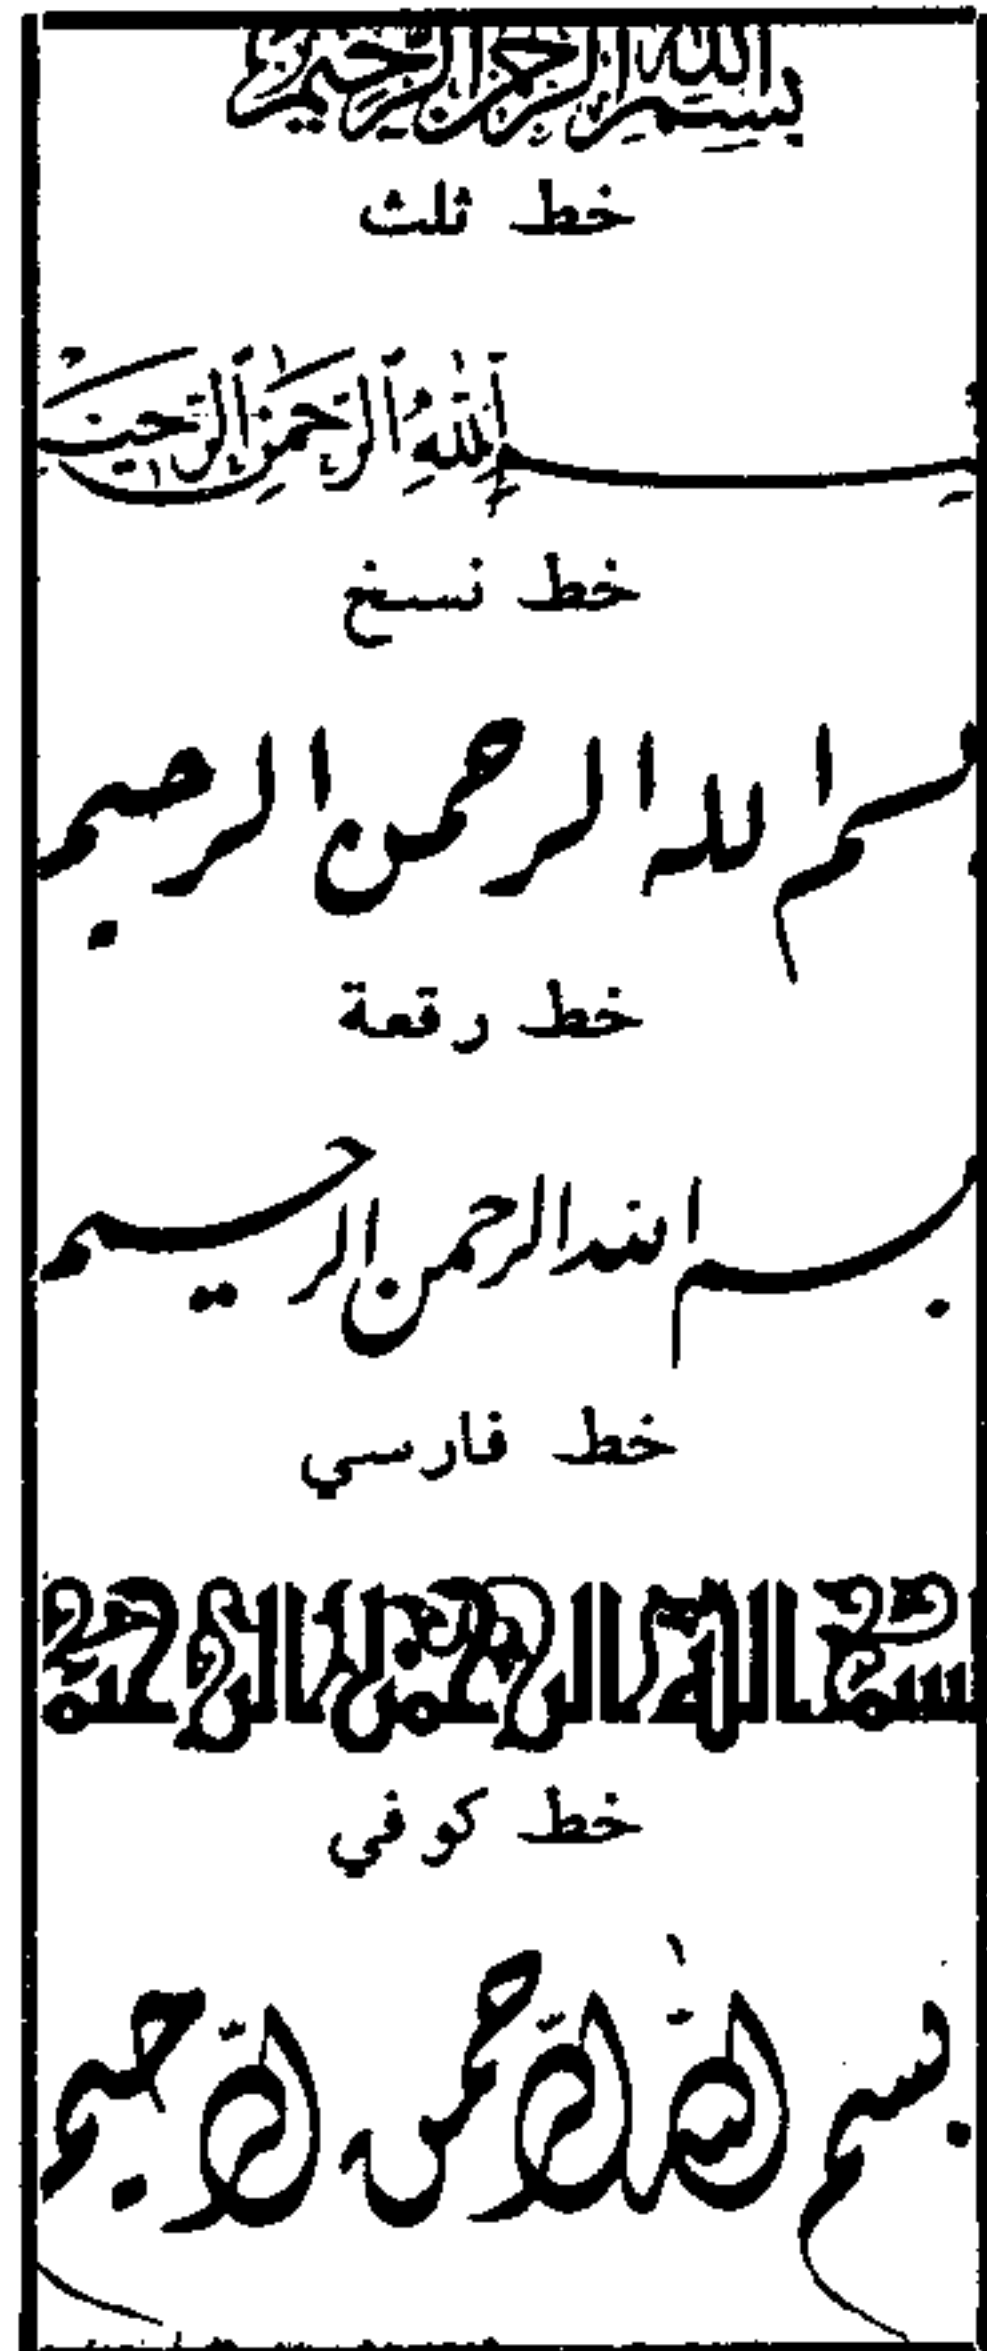 بسم الله الرحمن الرحيم
خط ثلث
بسم الله الرحمن الرحيم
خط نسخ
بسم الله الرحمن الرحيم
خط رقعة
بسم الله الرحمن الرحيم
خط فارسي
بسم الله الرحمن الرحيم
خط كوفي
بسم الله الرحمن الرحيم